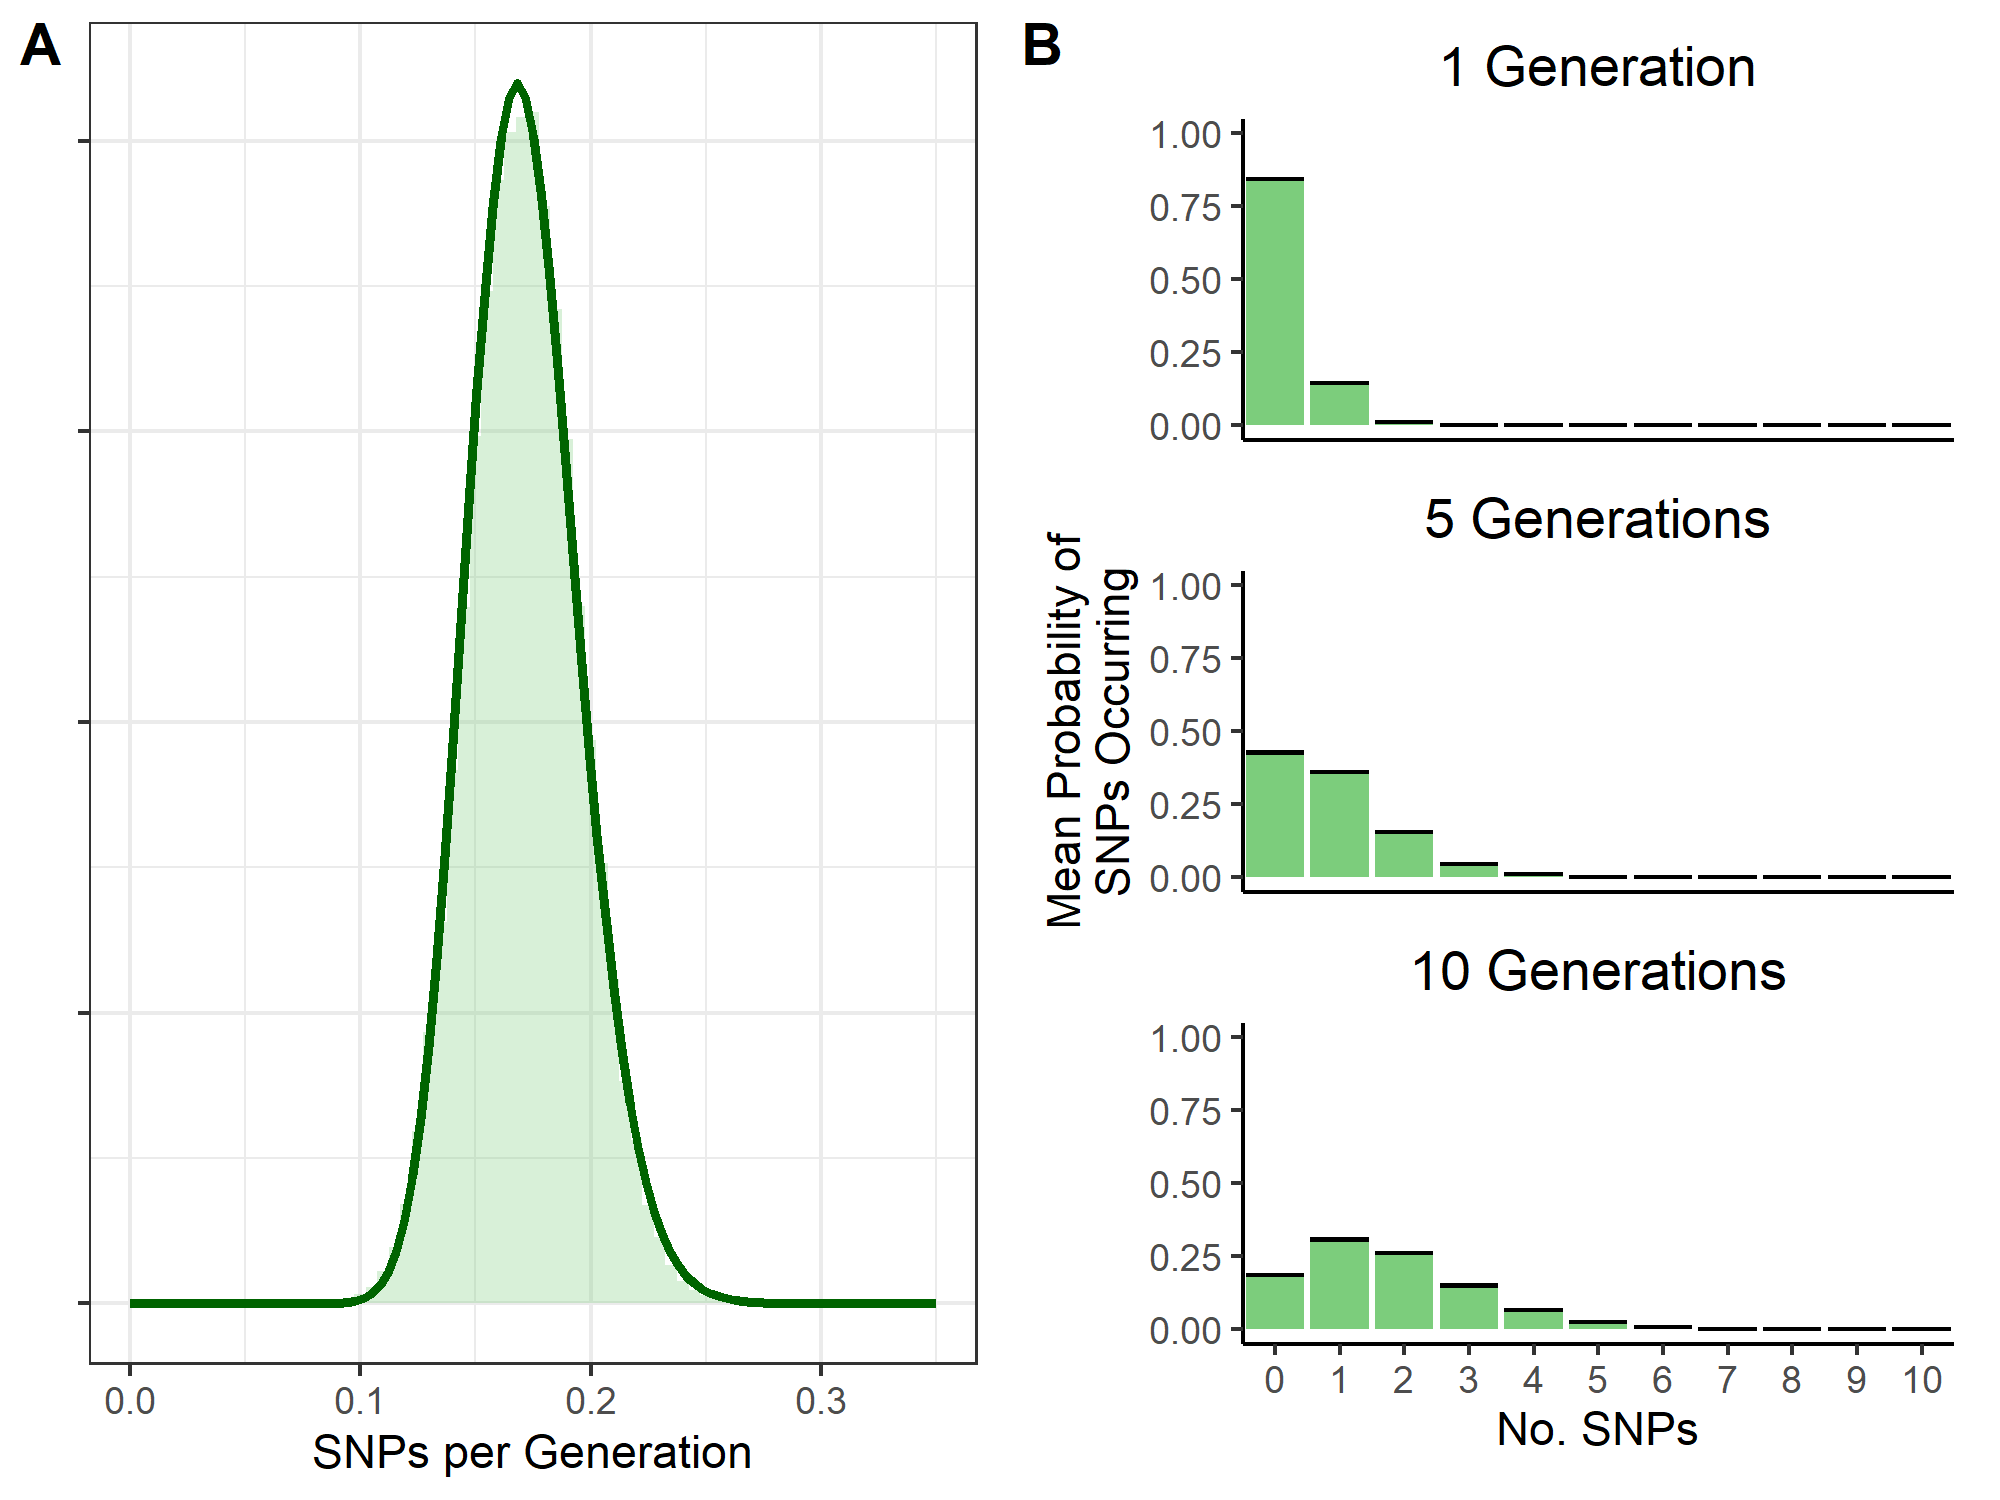 A
0.0 0.1 0.2 0.3
SNPs per Generation
B
Mean Probability of
SNPs Occurring
1 Generation
1.00
0.75
0.50
0.25
0.00
5 Generations
1.00
0.75
0.50
0.25
0.00
10 Generations
1.00
0.75
0.50
0.25
0.00
0 1 2 3 4 5 6 7 8 9 10
No. SNPs